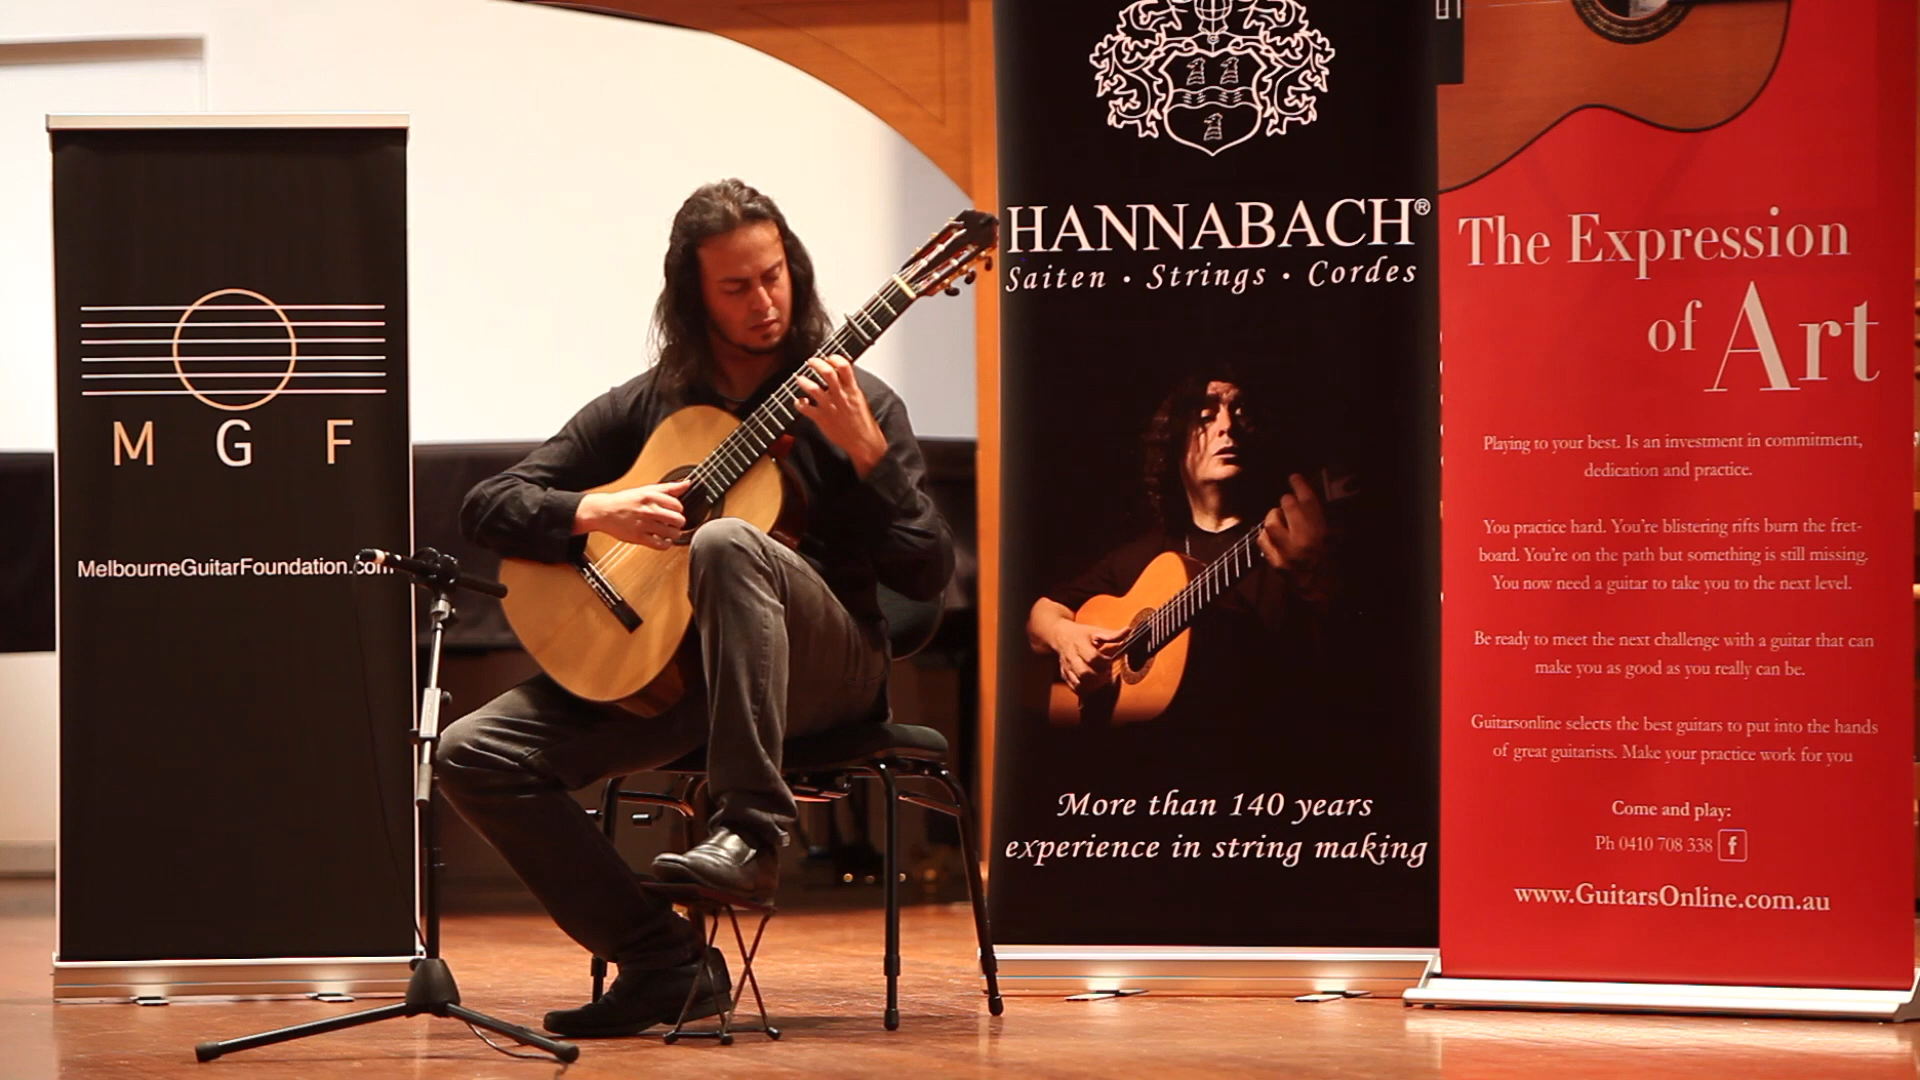 M G F
MelbourneGuitarFoundation.com
HANNABACH®
Saiten • Strings • Cordes
More than 140 years
experience in string making
The Expression
of Art
Playing to your best. Is an investment in commitment,
dedication and practice.
You practice hard. You're blistering rifts burn the fret-
board. You're on the path but something is still missing.
You now need a guitar to take you to the next level.
Be ready to meet the next challenge with a guitar that can
make you as good as you really can be.
Guitarsonline selects the best guitars to put into the hands
of great guitarists. Make your practice work for you
Come and play:
Ph 0410 708 338 f
www.GuitarsOnline.com.au